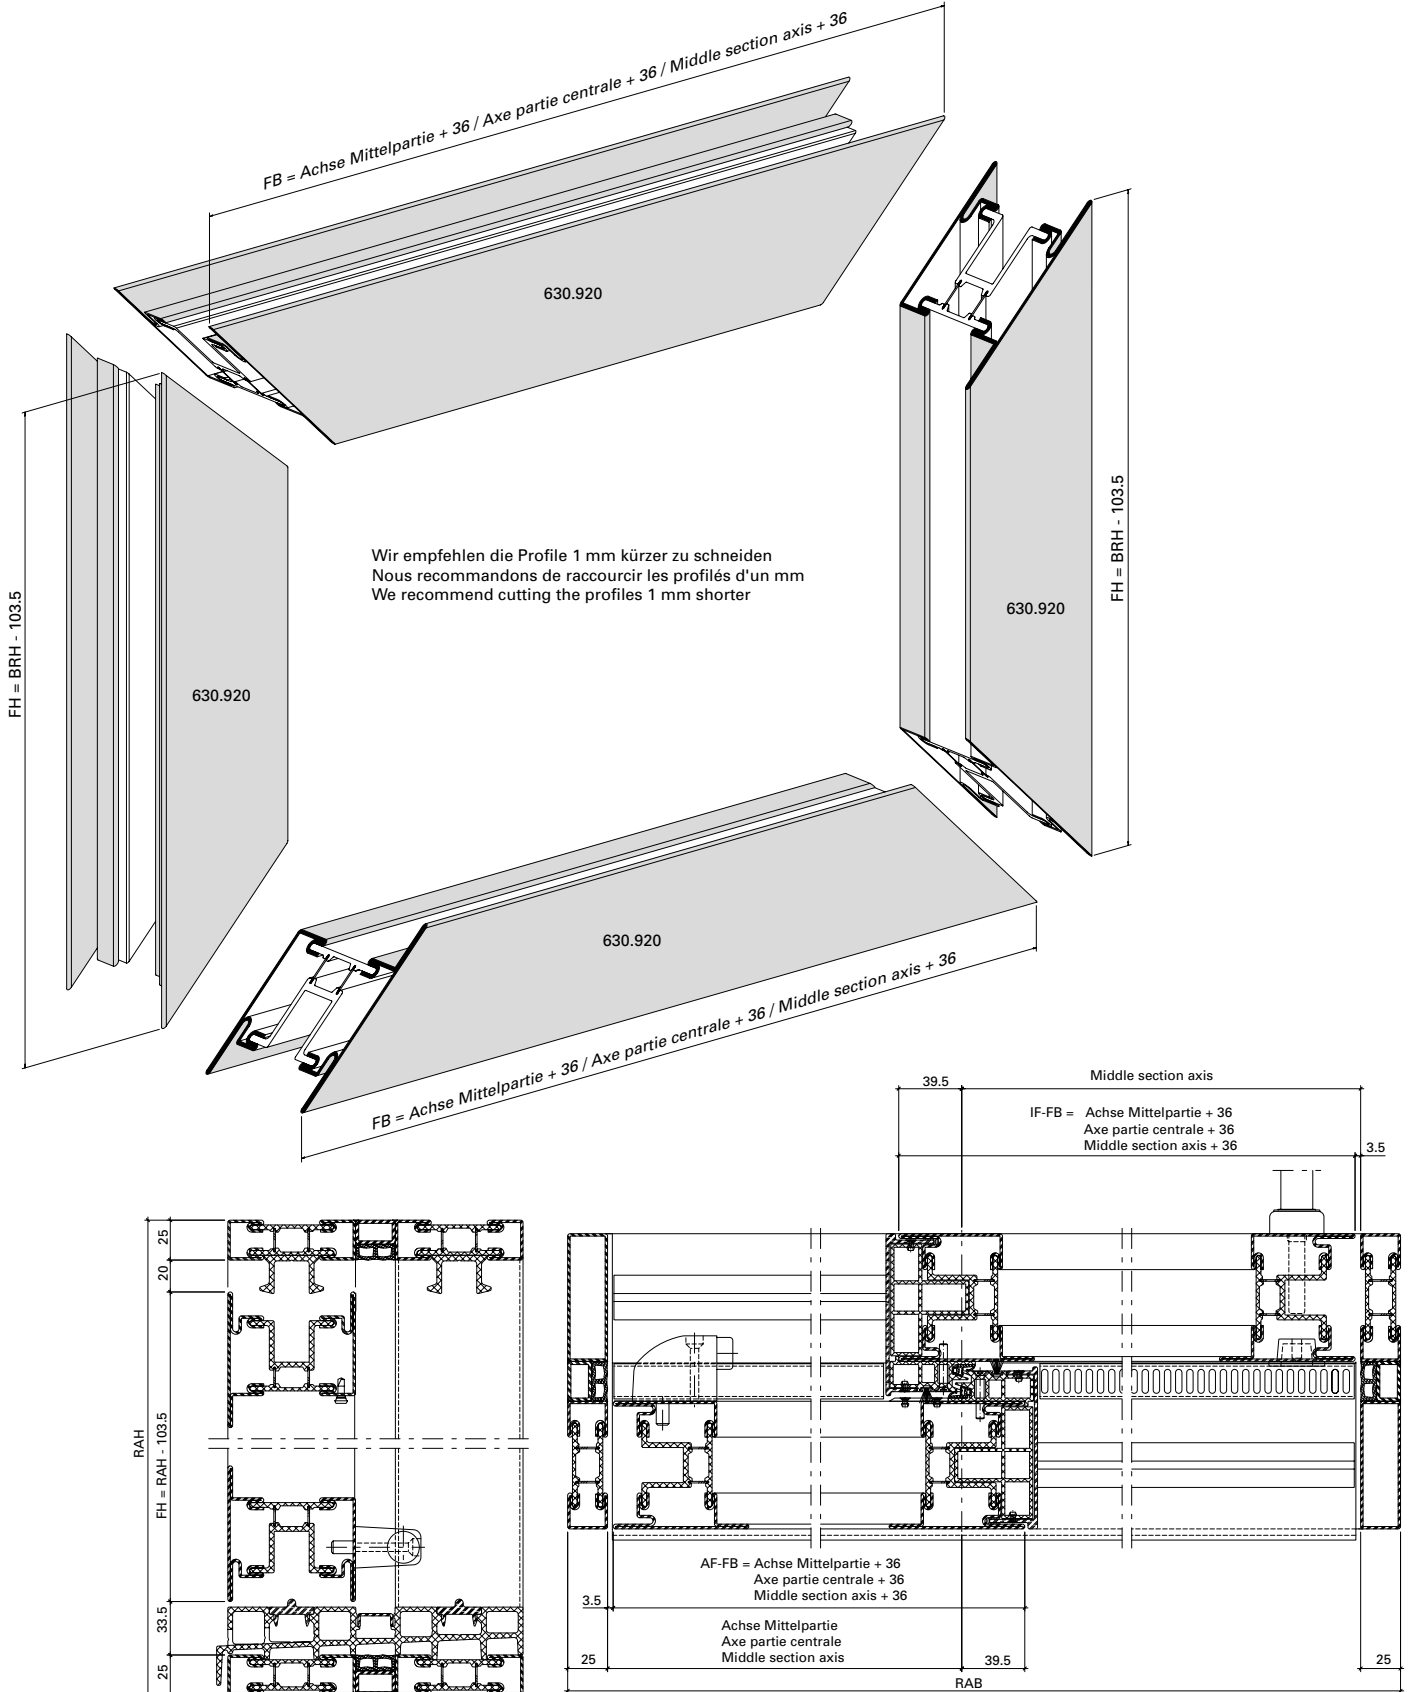 FB = Achse Mittelpartie + 36 / Axe partie centrale + 36 / Middle section axis + 36
630.920
FH = BRH - 103.5
630.920
Wir empfehlen die Profile 1 mm kürzer zu schneiden
Nous recommandons de raccourcir les profilés d'un mm
We recommend cutting the profiles 1 mm shorter
630.920
FH = BRH - 103.5
630.920
FB = Achse Mittelpartie + 36 / Axe partie centrale + 36 / Middle section axis + 36
39.5
Middle section axis
IF-FB = Achse Mittelpartie + 36
Axe partie centrale + 36
Middle section axis + 36
3.5
25
20
RAH
FH = RAH - 103.5
33.5
25
AF-FB = Achse Mittelpartie + 36
Axe partie centrale + 36
Middle section axis + 36
3.5
Achse Mittelpartie
Axe partie centrale
Middle section axis
25
39.5
25
RAB